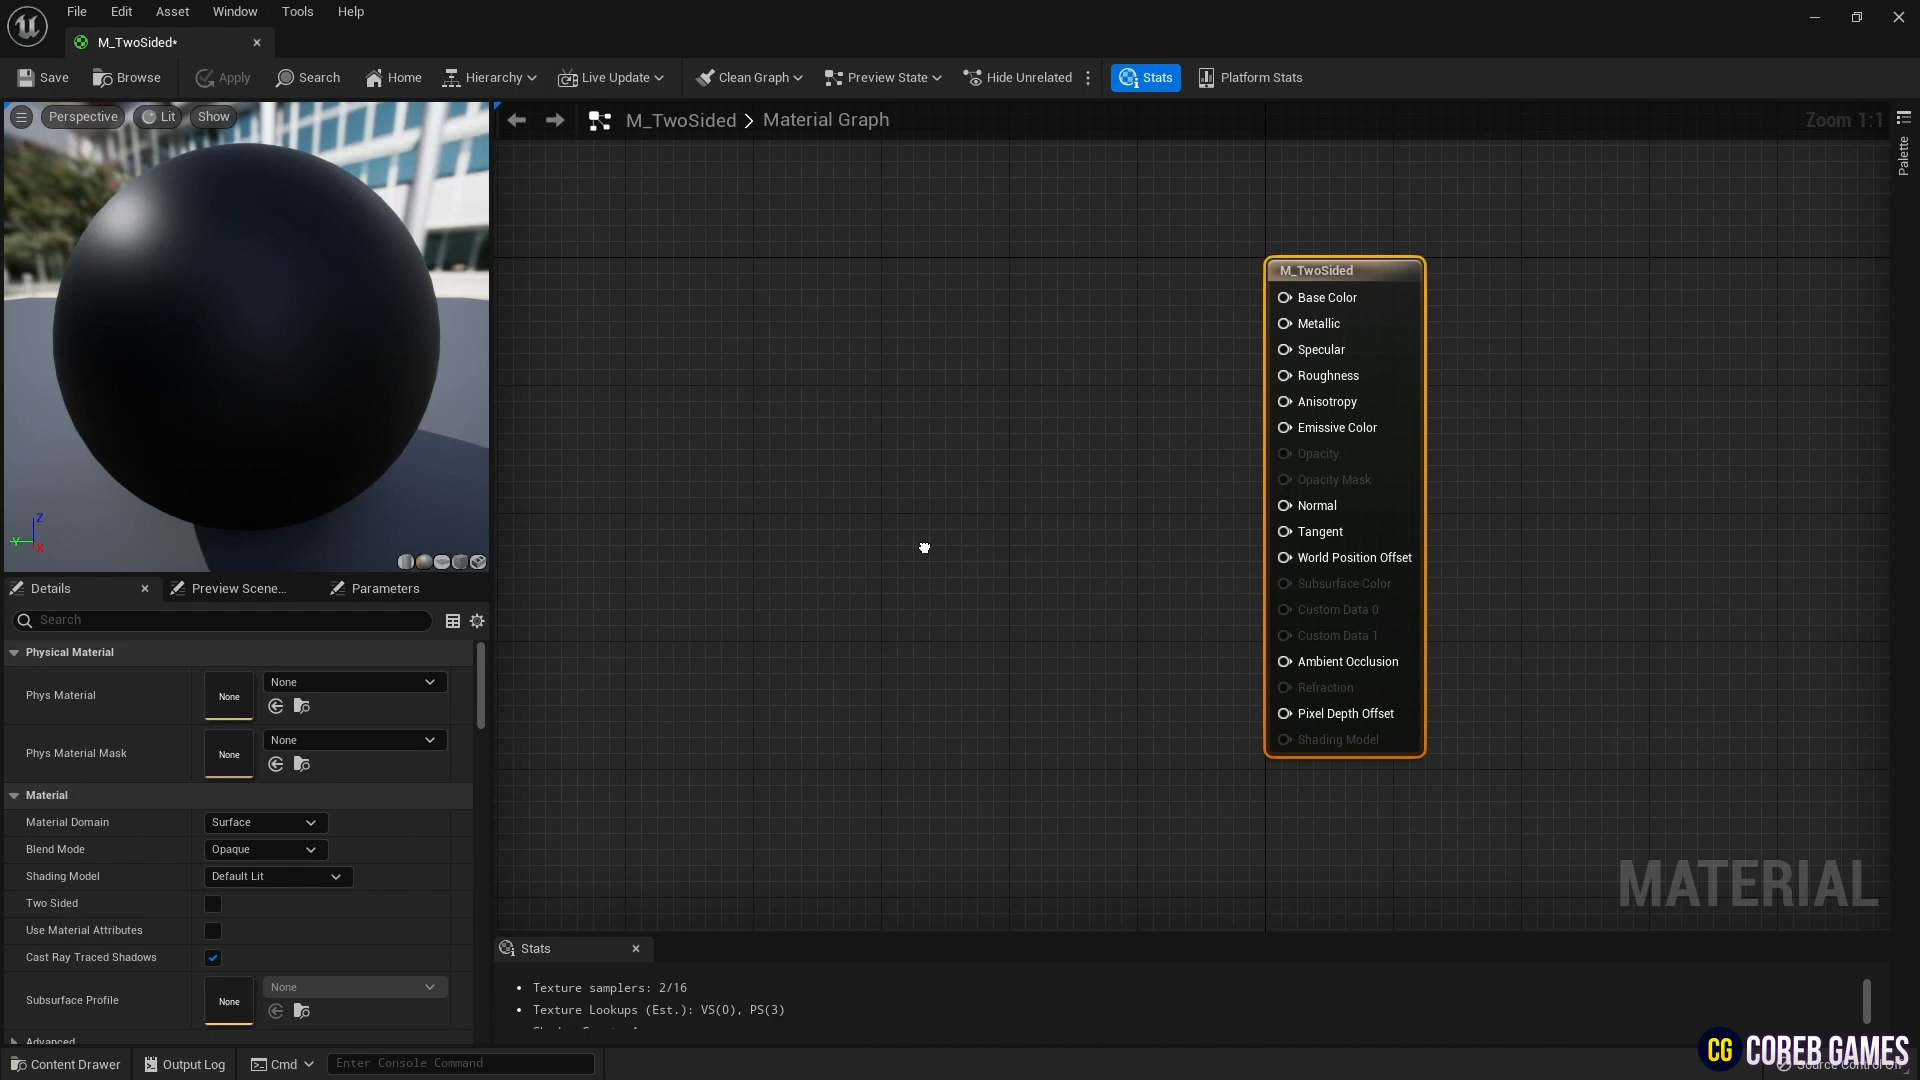 File Edit Asset Window Tools Help
M_TwoSided*
Save Browse Apply Search Home Hierarchy Live Update Clean Graph Preview State Hide Unrelated Stats Platform Stats
Perspective Lit Show
M_TwoSided > Material Graph
Zoom 1:1
Palette
M_TwoSided
Base Color
Metallic
Specular
Roughness
Anisotropy
Emissive Color
Opacity
Opacity Mask
Normal
Tangent
World Position Offset
Subsurface Color
Custom Data 0
Custom Data 1
Ambient Occlusion
Refraction
Pixel Depth Offset
Shading Model
MATERIAL
Z
Y
X
Details Preview Scene... Parameters
Search
Physical Material
Phys Material None None
Phys Material Mask None None
Material
Material Domain Surface
Blend Mode Opaque
Shading Model Default Lit
Two Sided
Use Material Attributes
Cast Ray Traced Shadows
Subsurface Profile None None
Advanced
Stats
Texture samplers: 2/16
Texture Lookups (Est.): VS(0), PS(3)
Content Drawer Output Log Cmd Enter Console Command
CG COREB GAMES
Source Control Off